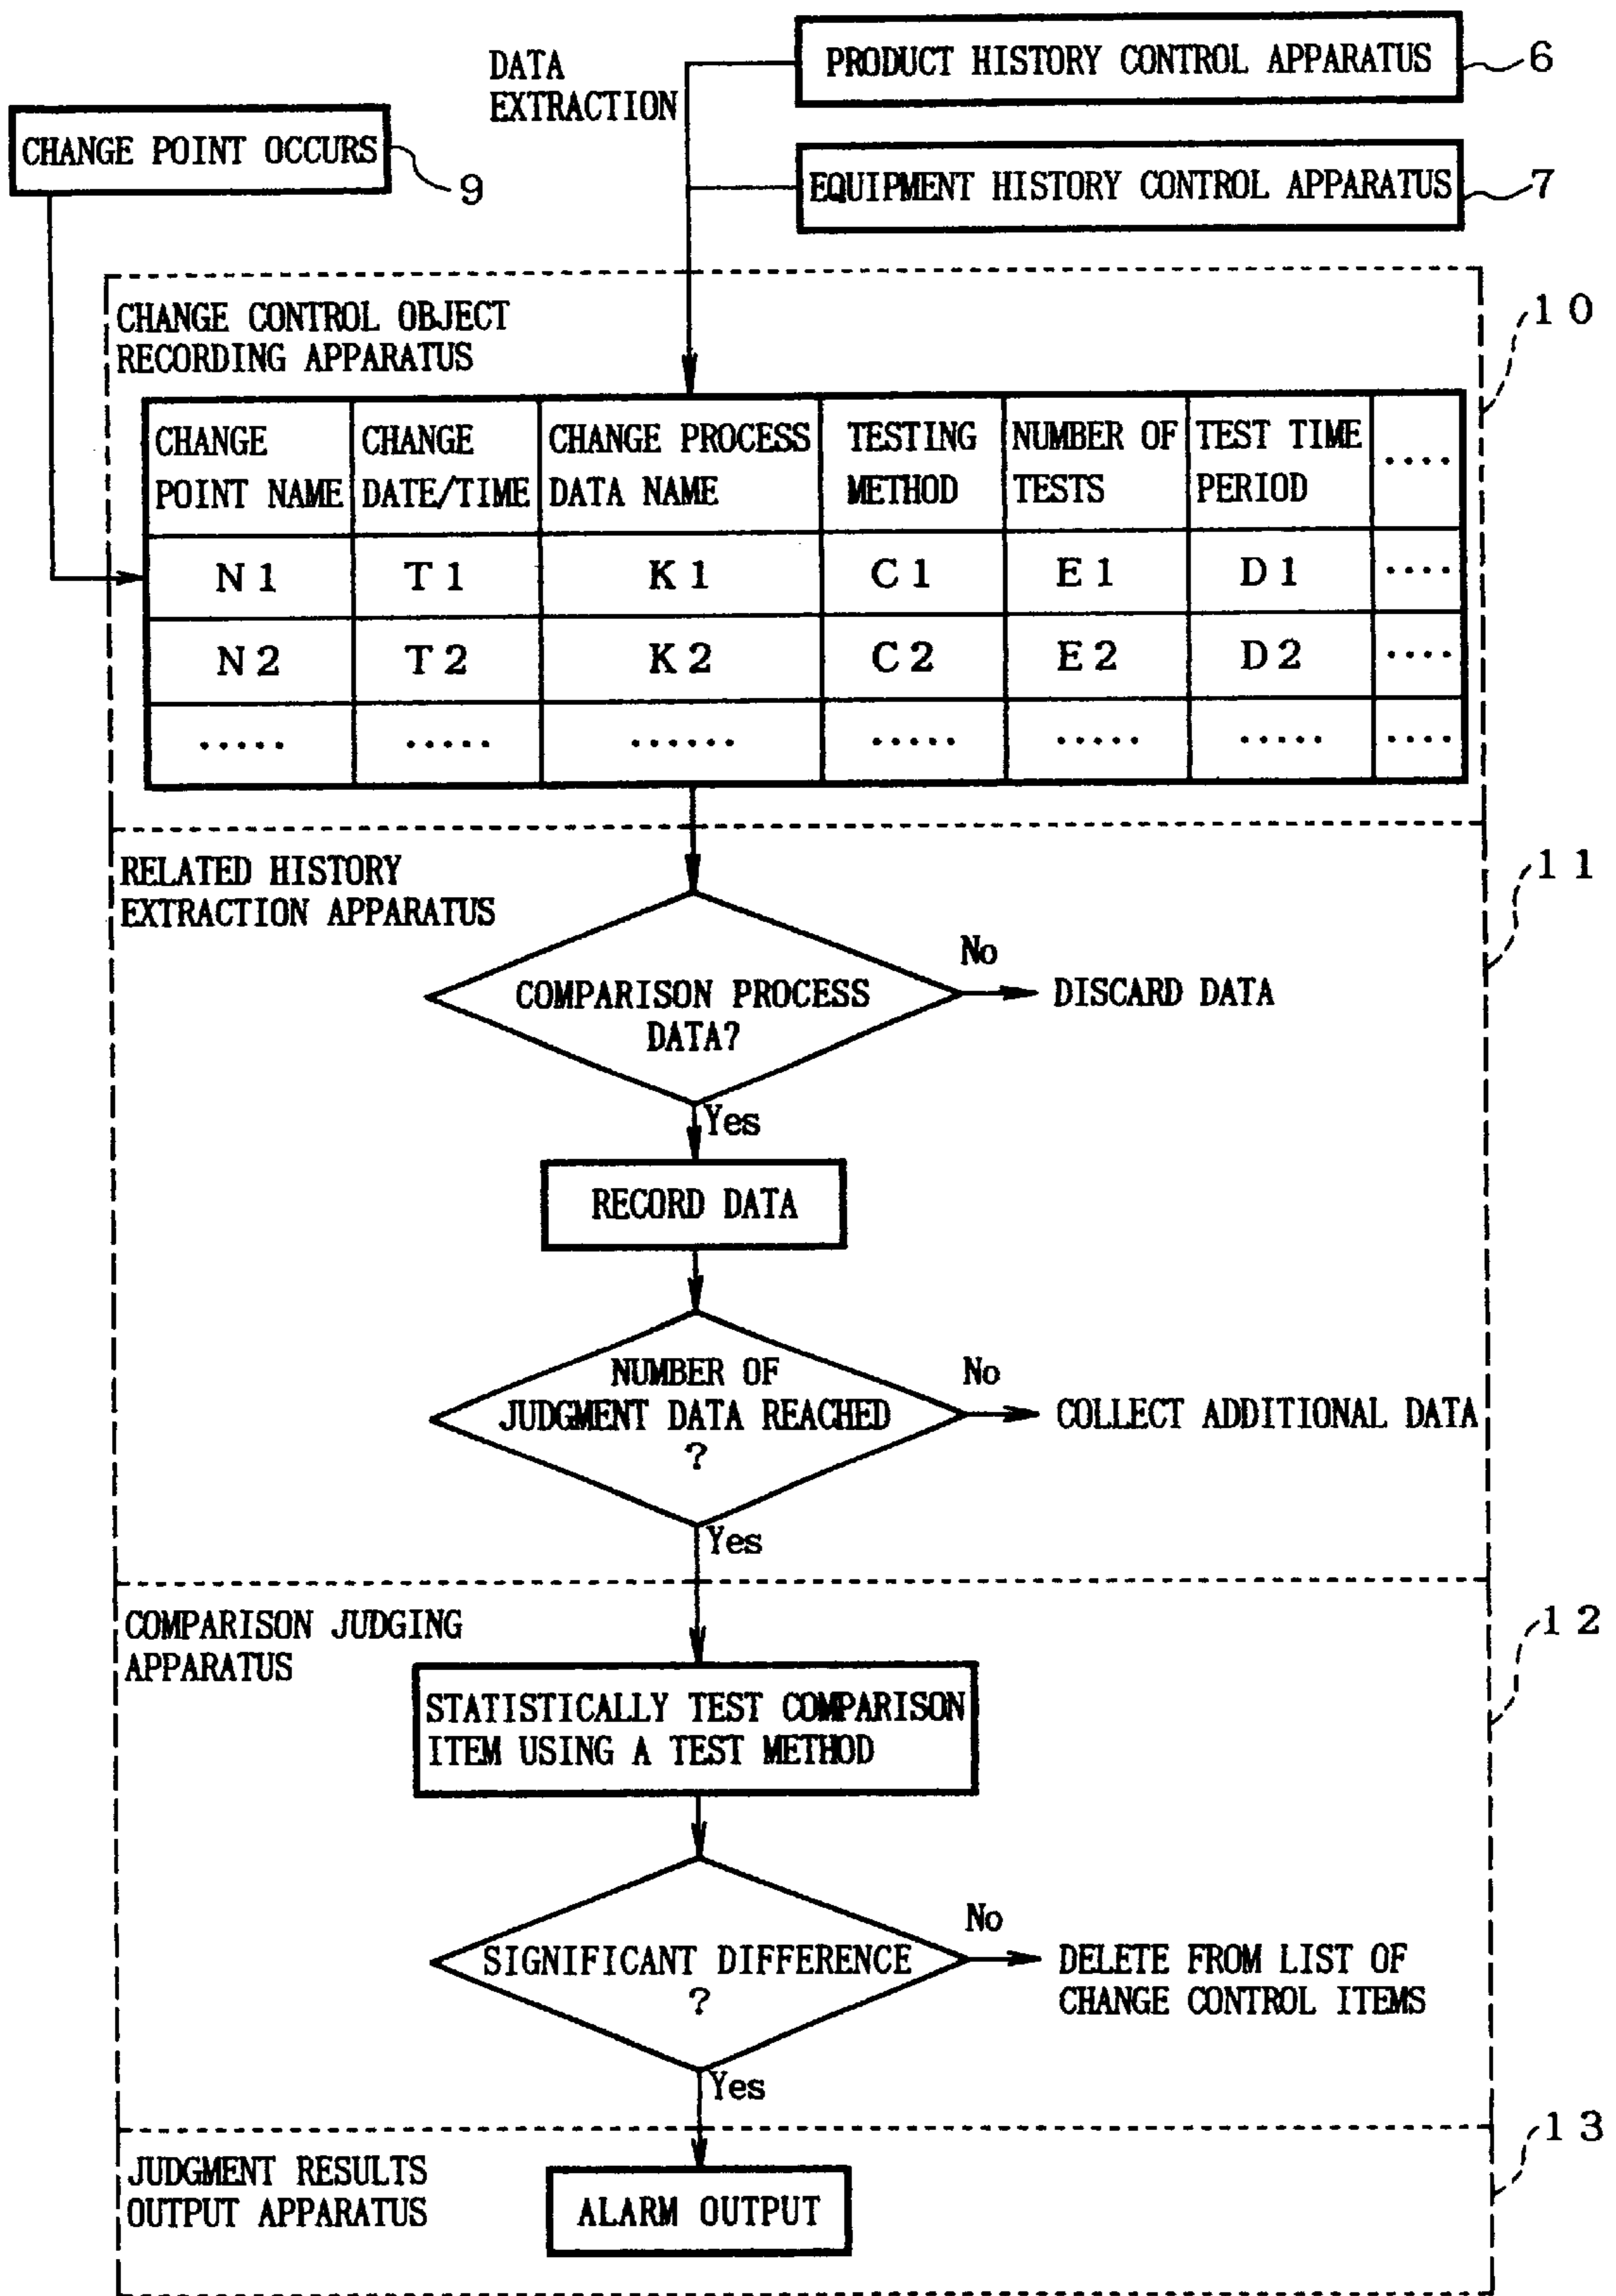 DATA
EXTRACTION
PRODUCT HISTORY CONTROL APPARATUS
6
CHANGE POINT OCCURS
9
EQUIPMENT HISTORY CONTROL APPARATUS
7
CHANGE CONTROL OBJECT
RECORDING APPARATUS
10
CHANGE
POINT NAME
CHANGE
DATE/TIME
CHANGE PROCESS
DATA NAME
TESTING
METHOD
NUMBER OF
TESTS
TEST TIME
PERIOD
....
N1 T1 K1 C1 E1 D1 ....
N2 T2 K2 C2 E2 D2 ....
..... ..... ...... ..... ..... ..... ....
RELATED HISTORY
EXTRACTION APPARATUS
11
COMPARISON PROCESS
DATA?
No
DISCARD DATA
Yes
RECORD DATA
NUMBER OF
JUDGMENT DATA REACHED
?
No
COLLECT ADDITIONAL DATA
Yes
COMPARISON JUDGING
APPARATUS
12
STATISTICALLY TEST COMPARISON
ITEM USING A TEST METHOD
SIGNIFICANT DIFFERENCE
?
No
DELETE FROM LIST OF
CHANGE CONTROL ITEMS
Yes
JUDGMENT RESULTS
OUTPUT APPARATUS
13
ALARM OUTPUT